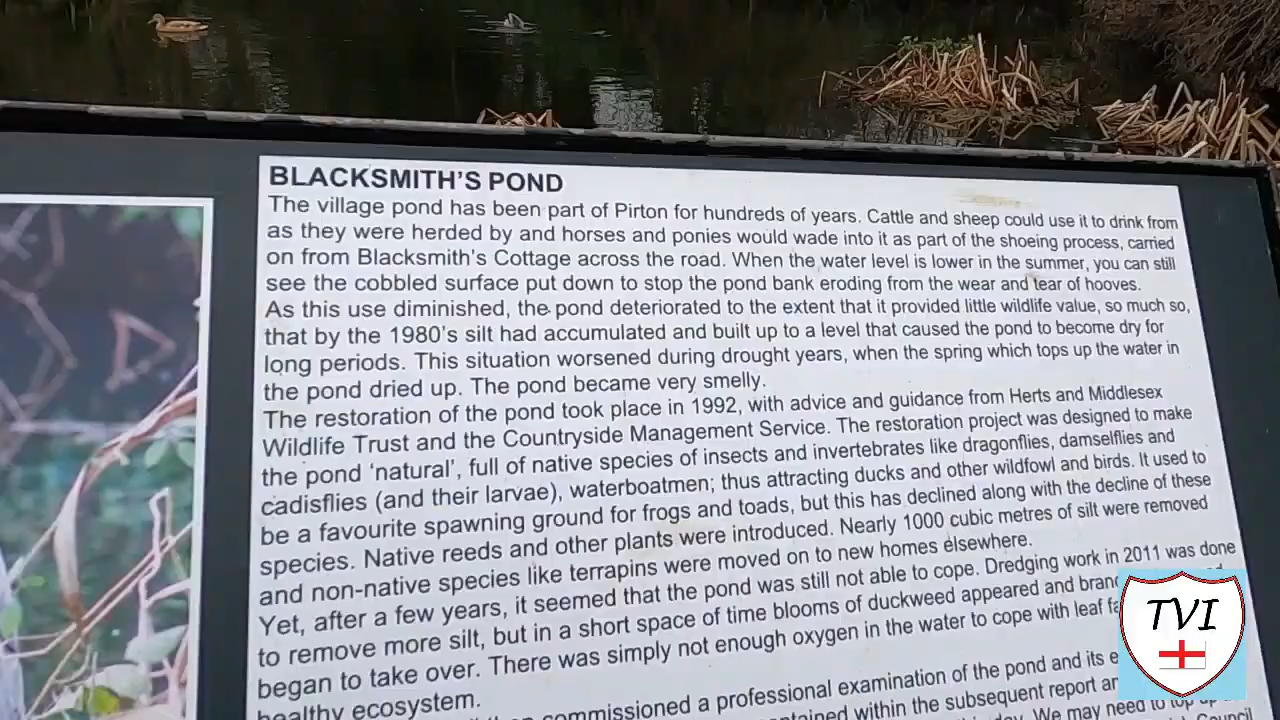 BLACKSMITH'S POND
The village pond has been part of Pirton for hundreds of years. Cattle and sheep could use it to drink from
as they were herded by and horses and ponies would wade into it as part of the shoeing process, carried
on from Blacksmith's Cottage across the road. When the water level is lower in the summer, you can still
see the cobbled surface put down to stop the pond bank eroding from the wear and tear of hooves.
As this use diminished, the pond deteriorated to the extent that it provided little wildlife value, so much so,
that by the 1980's silt had accumulated and built up to a level that caused the pond to become dry for
long periods. This situation worsened during drought years, when the spring which tops up the water in
the pond dried up. The pond became very smelly.
The restoration of the pond took place in 1992, with advice and guidance from Herts and Middlesex
Wildlife Trust and the Countryside Management Service. The restoration project was designed to make
the pond 'natural', full of native species of insects and invertebrates like dragonflies, damselflies and
cadisflies (and their larvae), waterboatmen; thus attracting ducks and other wildfowl and birds. It used to
be a favourite spawning ground for frogs and toads, but this has declined along with the decline of these
species. Native reeds and other plants were introduced. Nearly 1000 cubic metres of silt were removed
and non-native species like terrapins were moved on to new homes elsewhere.
Yet, after a few years, it seemed that the pond was still not able to cope. Dredging work in 2011 was done
to remove more silt, but in a short space of time blooms of duckweed appeared and
began to take over. There was simply not enough oxygen in the water to cope with leaf
healthy ecosystem.
commissioned a professional examination of the pond and its
within the subsequent report
We may need to top up
TVI